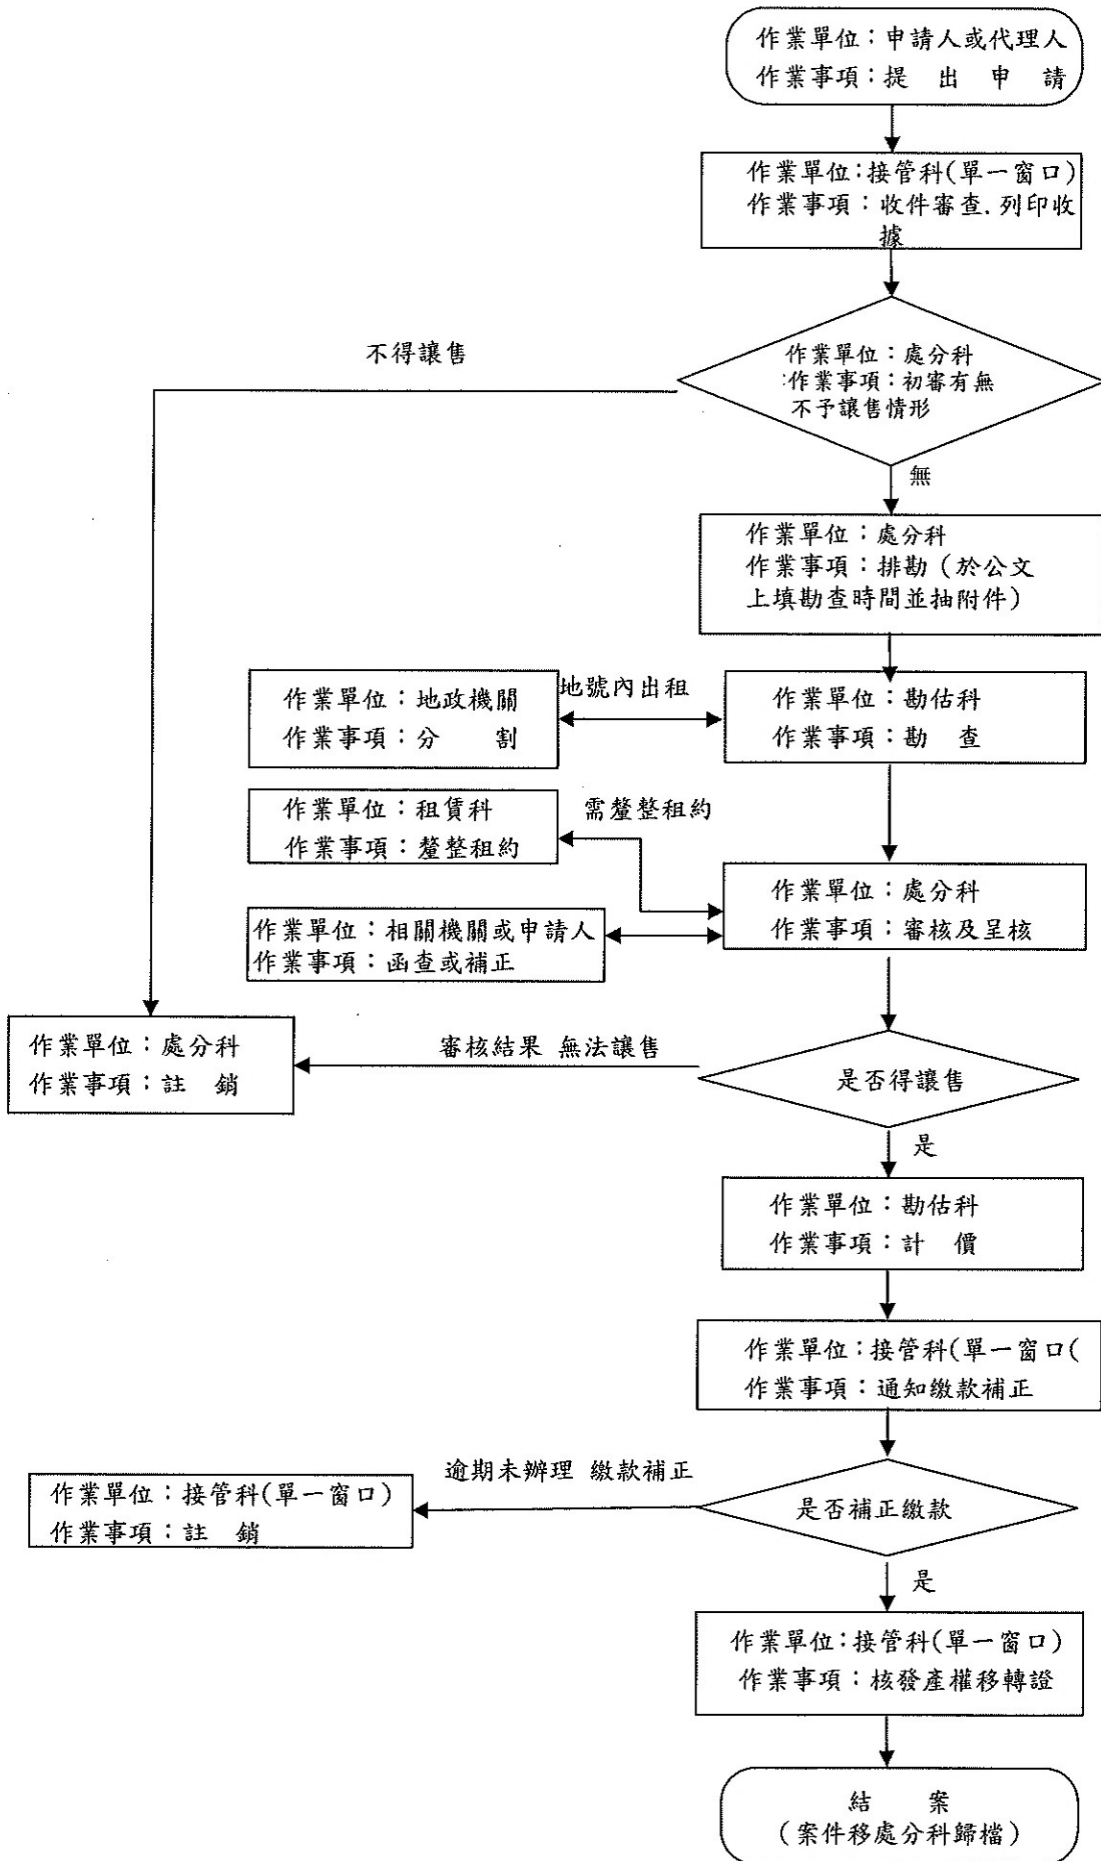 作業單位：申請人或代理人
作業事項：提 出 申 請
作業單位：接管科(單一窗口)
作業事項：收件審查.列印收
據
不得讓售
作業單位：處分科
作業事項：初審有無
不予讓售情形
無
作業單位：處分科
作業事項：排勘（於公文
上填勘查時間並抽附件）
作業單位：地政機關
作業事項：分 割
地號內出租
作業單位：勘估科
作業事項：勘 查
作業單位：租賃科
作業事項：釐整租約
需釐整租約
作業單位：處分科
作業事項：審核及呈核
作業單位：相關機關或申請人
作業事項：函查或補正
作業單位：處分科
作業事項：註 銷
審核結果 無法讓售
是否得讓售
是
作業單位：勘估科
作業事項：計 價
作業單位：接管科(單一窗口(
作業事項：通知繳款補正
逾期未辦理 繳款補正
作業單位：接管科(單一窗口)
作業事項：註 銷
是否補正繳款
是
作業單位：接管科(單一窗口)
作業事項：核發產權移轉證
結 案
（案件移處分科歸檔）